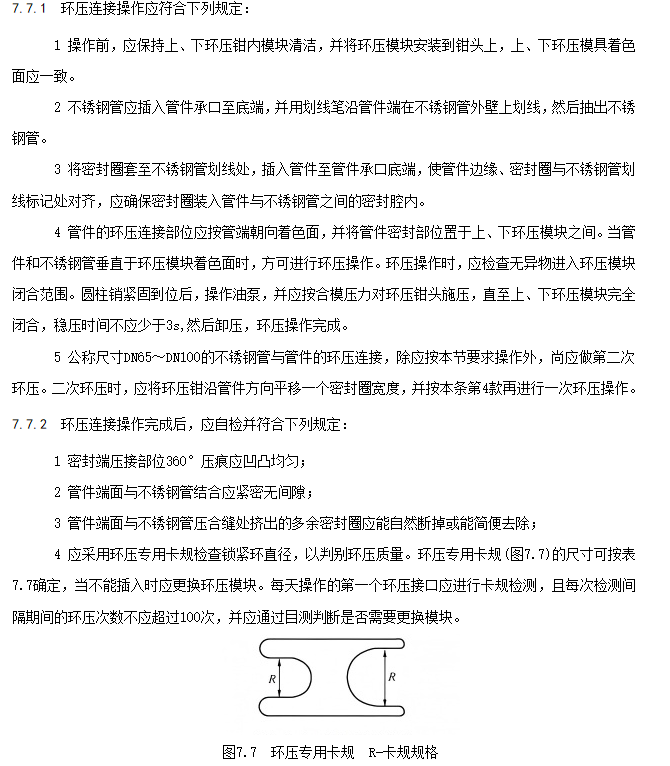 7.7.1 环压连接操作应符合下列规定：
1 操作前，应保持上、下环压钳内模块清洁，并将环压模块安装到钳头上，上、下环压模具着色
面应一致。
2 不锈钢管应插入管件承口至底端，并用划线笔沿管件端在不锈钢管外壁上划线，然后抽出不锈
钢管。
3 将密封圈套至不锈钢管划线处，插入管件至管件承口底端，使管件边缘、密封圈与不锈钢管划
线标记处对齐，应确保密封圈装入管件与不锈钢管之间的密封腔内。
4 管件的环压连接部位应按管端朝向着色面，并将管件密封部位置于上、下环压模块之间。当管
件和不锈钢管垂直于环压模块着色面时，方可进行环压操作。环压操作时，应检查无异物进入环压模块
闭合范围。圆柱销紧固到位后，操作油泵，并应按合模压力对环压钳头施压，直至上、下环压模块完全
闭合，稳压时间不应少于3s,然后卸压，环压操作完成。
5 公称尺寸DN65～DN100的不锈钢管与管件的环压连接，除应按本节要求操作外，尚应做第二次
环压。二次环压时，应将环压钳沿管件方向平移一个密封圈宽度，并按本条第4款再进行一次环压操作。
7.7.2 环压连接操作完成后，应自检并符合下列规定：
1 密封端压接部位360°压痕应凹凸均匀；
2 管件端面与不锈钢管结合应紧密无间隙；
3 管件端面与不锈钢管压合缝处挤出的多余密封圈应能自然断掉或能简便去除；
4 应采用环压专用卡规检查锁紧环直径，以判别环压质量。环压专用卡规(图7.7)的尺寸可按表
7.7确定，当不能插入时应更换环压模块。每天操作的第一个环压接口应进行卡规检测，且每次检测间
隔期间的环压次数不应超过100次，并应通过目测判断是否需要更换模块。
R R
图7.7 环压专用卡规 R—卡规规格